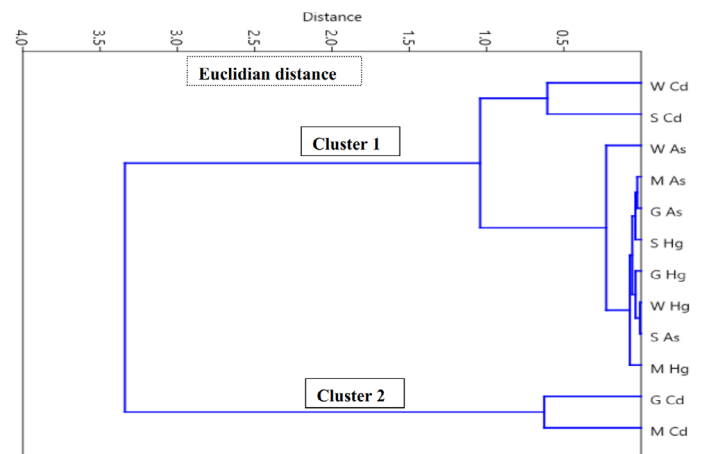 Distance
4.0 3.5 3.0 2.5 2.0 1.5 1.0 0.5
Euclidian distance
W Cd
S Cd
Cluster 1
W As
M As
G As
S Hg
G Hg
W Hg
S As
M Hg
Cluster 2
G Cd
M Cd